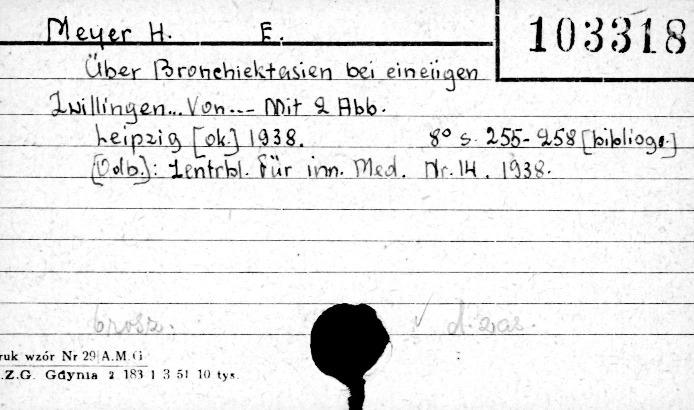 Meyer H. E. 103318
Über Bronchiektasien bei eineiigen
Zwillingen... Von... Mit 2 Abb.
Leipzig [ok.] 1938. 8° s. 255-258 [bibliogr.]
[Odb.]: Zentrbl. für inn. Med. Nr. 14. 1938.
brosz. ✓ d. zas.
ruk wzór Nr 29 A.M.G
.Z.G. Gdynia 2 183 1 3 51 10 tys.